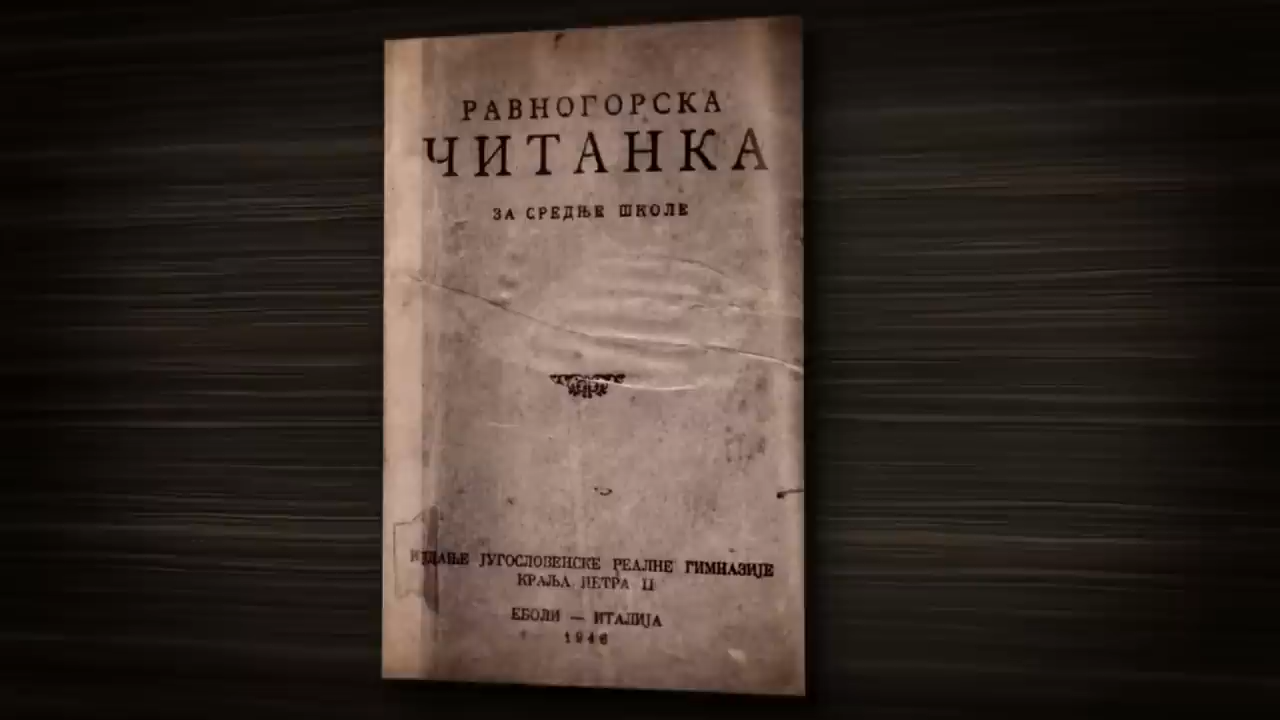 РАВНОГОРСКА
ЧИТАНКА
ЗА СРЕДЊЕ ШКОЛЕ
ИЗДАЊЕ ЈУГОСЛОВЕНСКЕ РЕАЛНЕ ГИМНАЗИЈЕ
КРАЉА ПЕТРА II
ЕБОЛИ — ИТАЛИЈА
1946